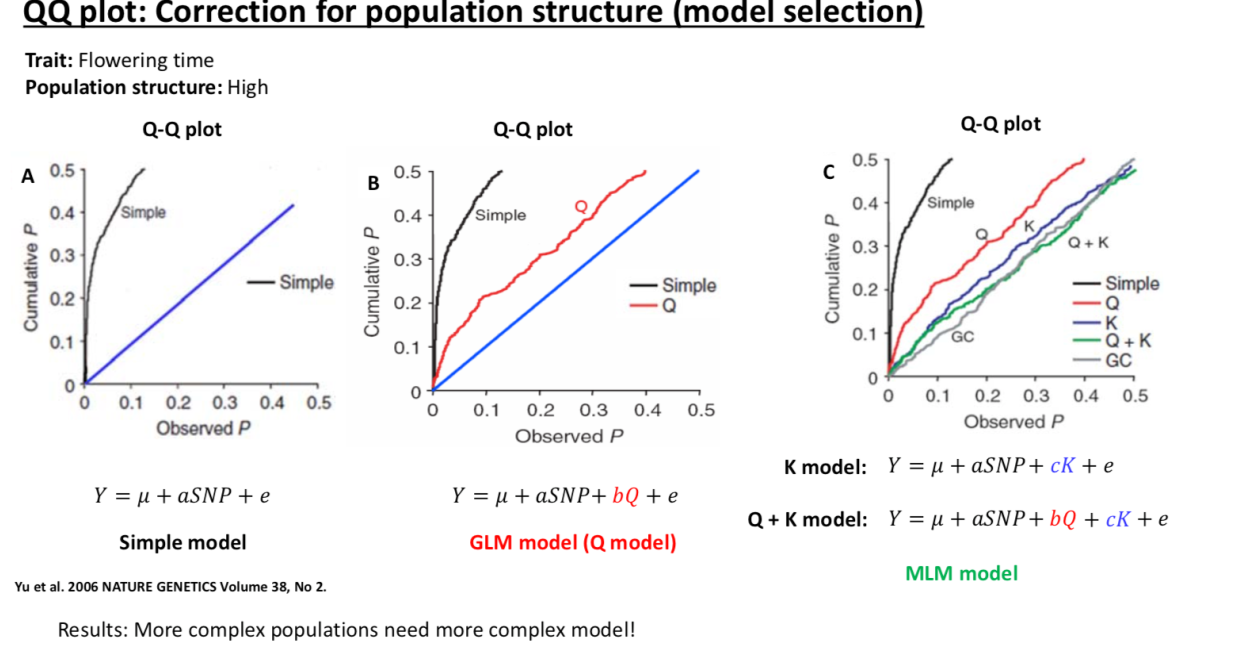 QQ plot: Correction for population structure (model selection)
Trait: Flowering time
Population structure: High
Q-Q plot
A
0.5
0.4
0.3
0.2
0.1
0
Cumulative P
Simple
Simple
0 0.1 0.2 0.3 0.4 0.5
Observed P
Y = μ + aSNP + e
Simple model
Q-Q plot
B
0.5
0.4
0.3
0.2
0.1
0
Cumulative P
Simple
Q
Simple
Q
0 0.1 0.2 0.3 0.4 0.5
Observed P
Y = μ + aSNP+ bQ + e
GLM model (Q model)
Q-Q plot
C
0.5
0.4
0.3
0.2
0.1
0
Cumulative P
Simple
Q
K
Q + K
GC
Simple
Q
K
Q + K
GC
0 0.1 0.2 0.3 0.4 0.5
Observed P
K model: Y = μ + aSNP+ cK + e
Q + K model: Y = μ + aSNP+ bQ + cK + e
MLM model
Yu et al. 2006 NATURE GENETICS Volume 38, No 2.
Results: More complex populations need more complex model!